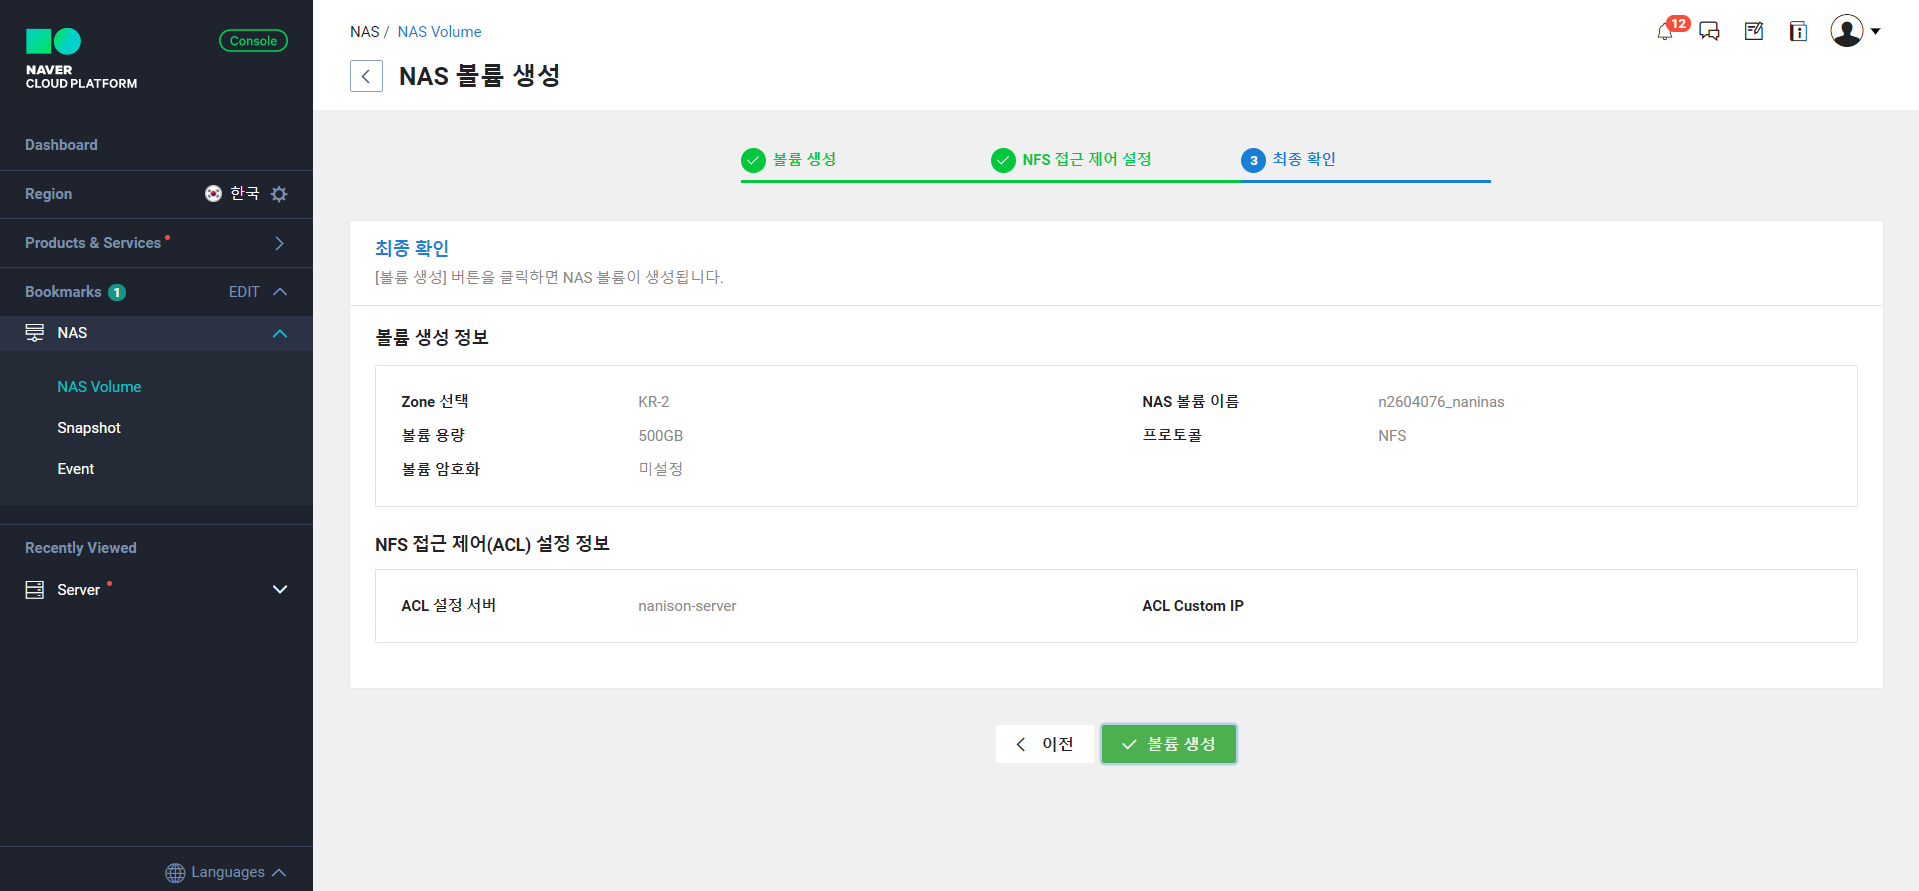 NAVER
CLOUD PLATFORM
Console
Dashboard
Region
한국
Products & Services
Bookmarks 1
EDIT
NAS
NAS Volume
Snapshot
Event
Recently Viewed
Server
Languages
NAS / NAS Volume
12
NAS 볼륨 생성
볼륨 생성
NFS 접근 제어 설정
3 최종 확인
최종 확인
[볼륨 생성] 버튼을 클릭하면 NAS 볼륨이 생성됩니다.
볼륨 생성 정보
Zone 선택 KR-2 NAS 볼륨 이름 n2604076_naninas
볼륨 용량 500GB 프로토콜 NFS
볼륨 암호화 미설정
NFS 접근 제어(ACL) 설정 정보
ACL 설정 서버 nanison-server ACL Custom IP
이전
볼륨 생성